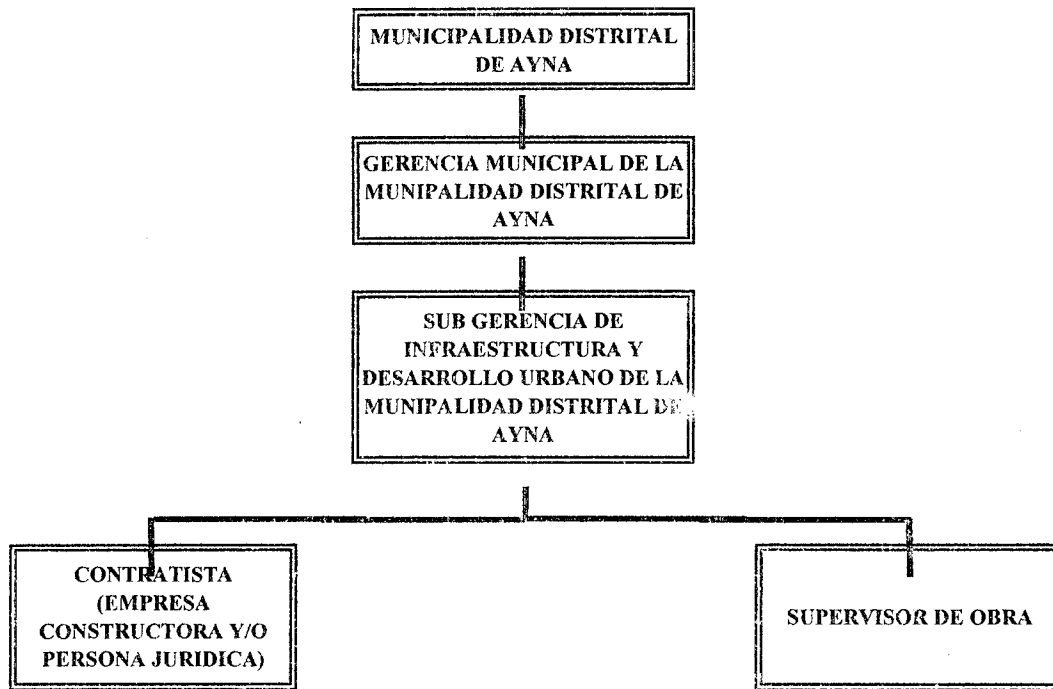 MUNICIPALIDAD DISTRITAL
DE AYNA
GERENCIA MUNICIPAL DE LA
MUNIPALIDAD DISTRITAL DE
AYNA
SUB GERENCIA DE
INFRAESTRUCTURA Y
DESARROLLO URBANO DE LA
MUNIPALIDAD DISTRITAL DE
AYNA
CONTRATISTA
(EMPRESA
CONSTRUCTORA Y/O
PERSONA JURIDICA)
SUPERVISOR DE OBRA